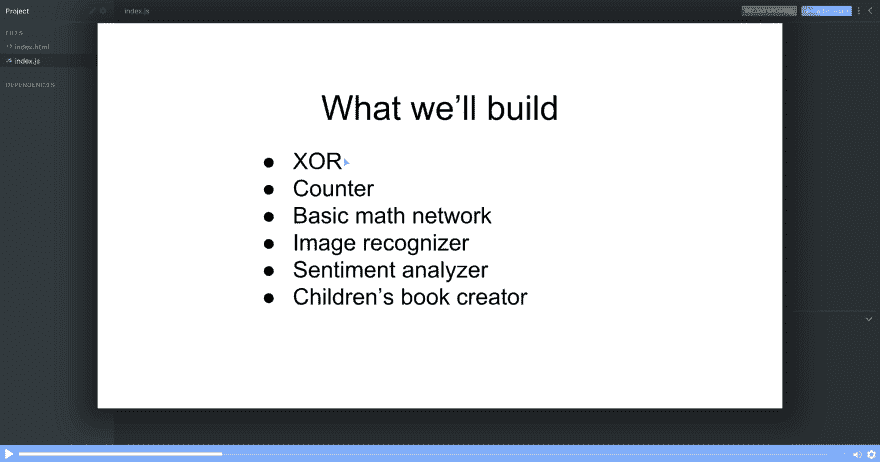 Project
index.js
FILES
index.html
index.js
DEPENDENCIES
What we'll build
● XOR
● Counter
● Basic math network
● Image recognizer
● Sentiment analyzer
● Children's book creator